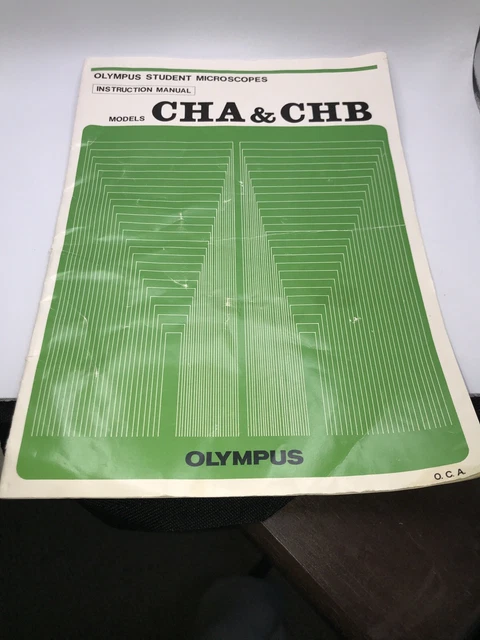 OLYMPUS STUDENT MICROSCOPES
INSTRUCTION MANUAL
MODELS CHA & CHB
OLYMPUS
O.C.A.